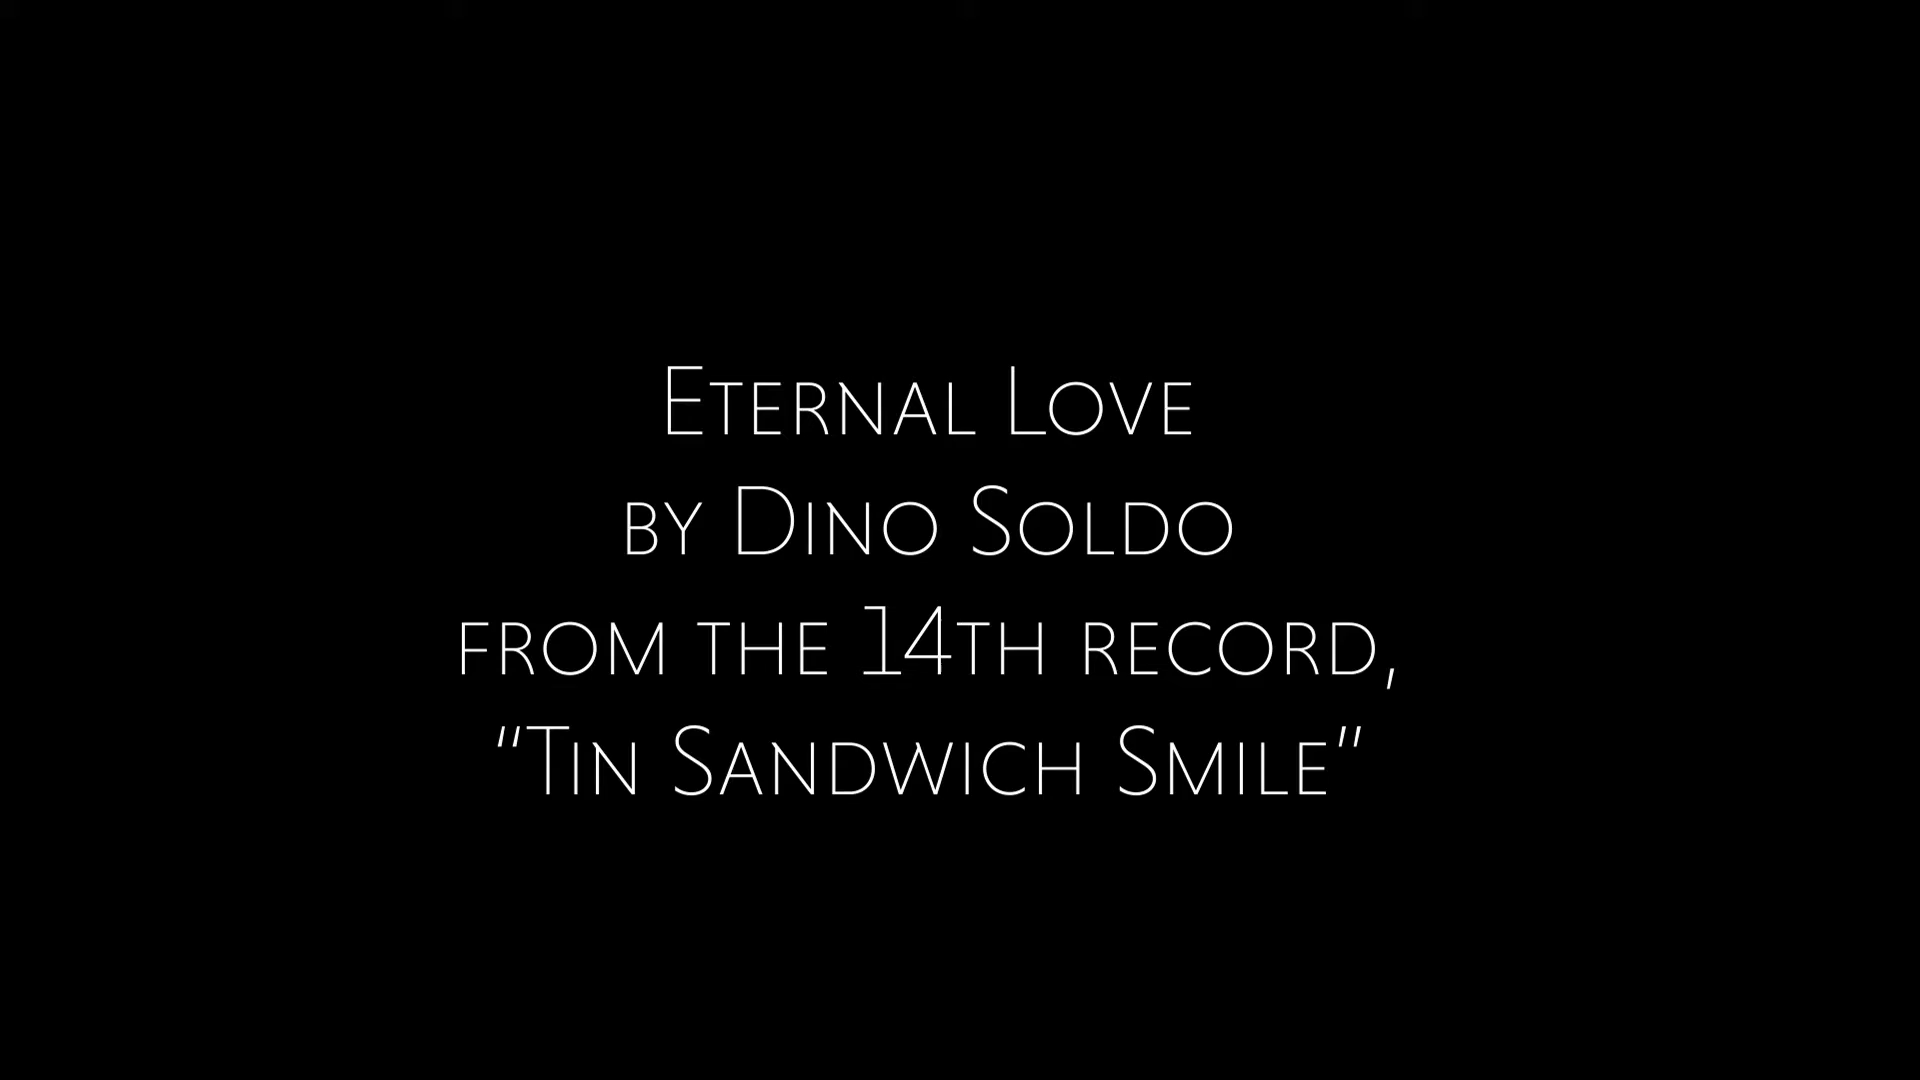 Eternal Love
by Dino Soldo
from the 14th record,
"Tin Sandwich Smile"